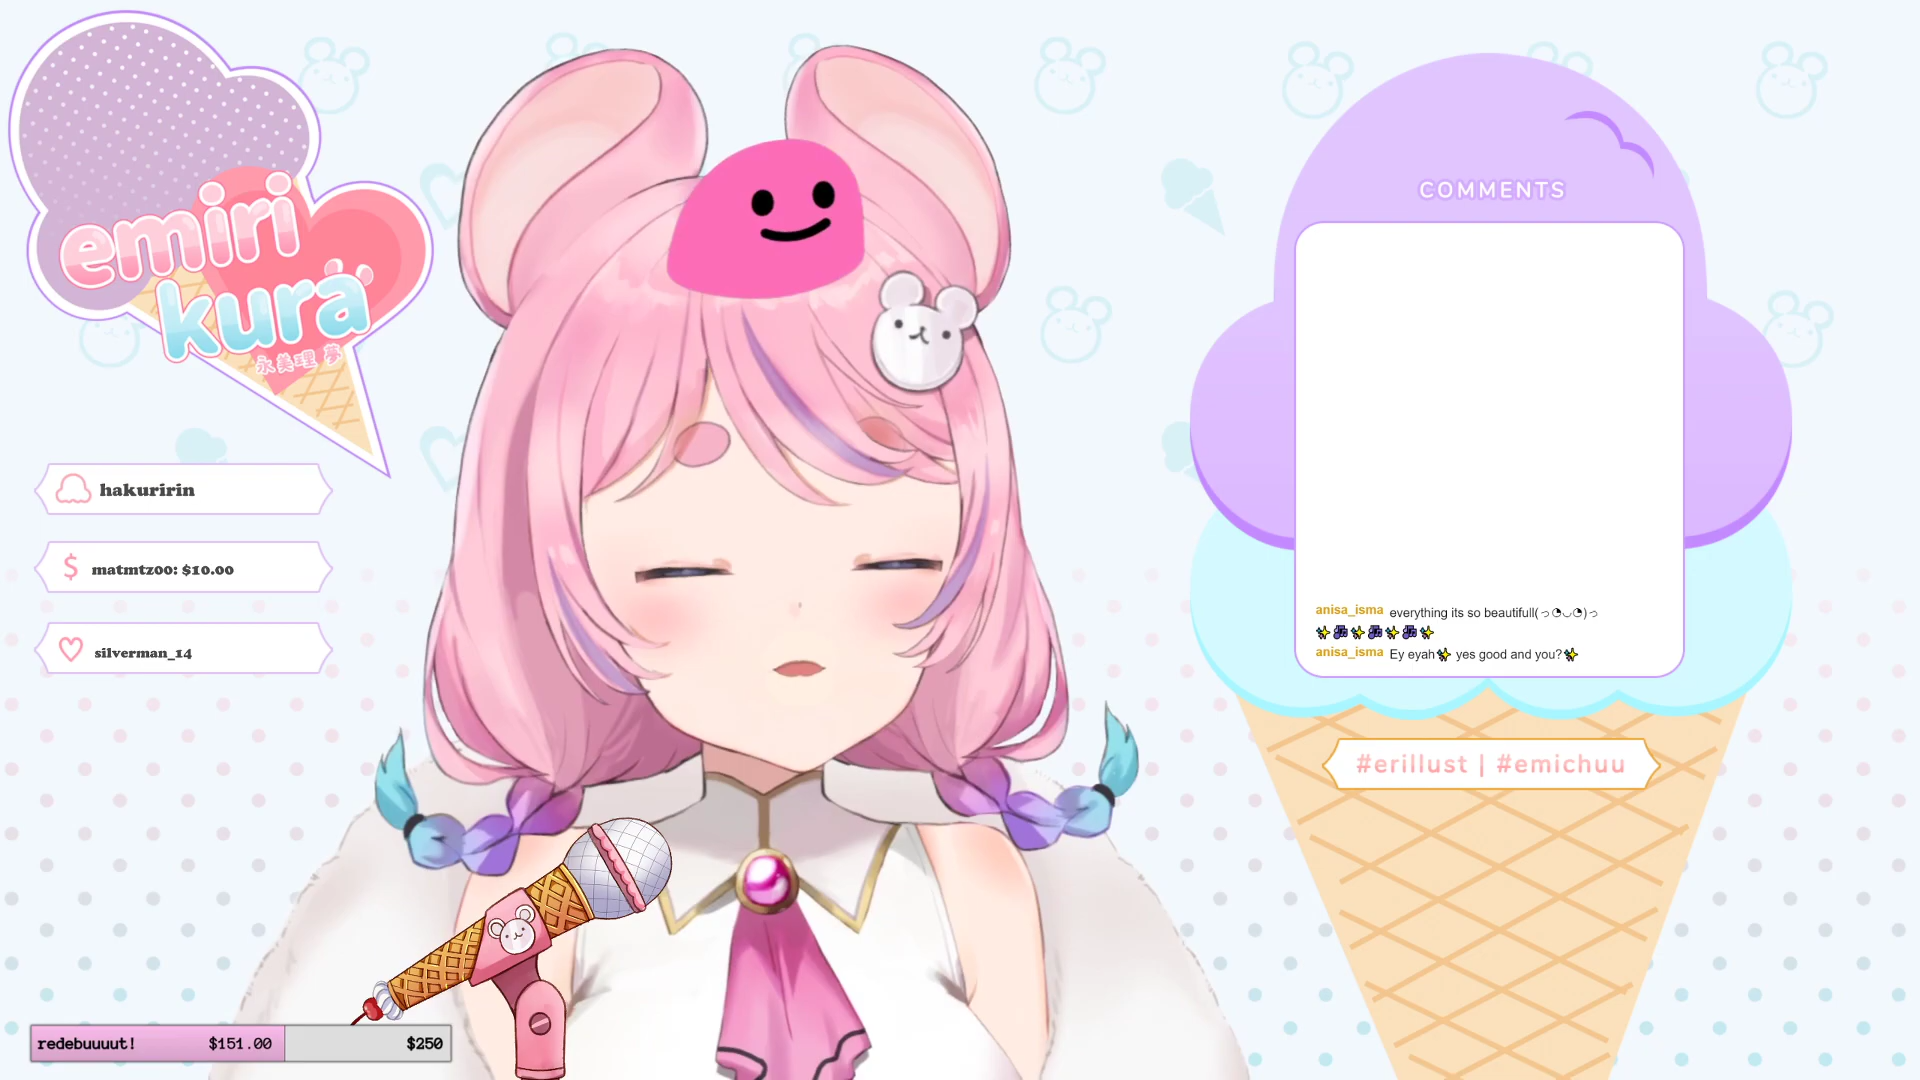 emiri
kura
永美理 夢
hakuririn
$ matmtz00: $10.00
silverman_14
redebuuuut! $151.00 $250
COMMENTS
anisa_isma everything its so beautifull(っ◔◡◔)っ
✨🎶✨🎶✨🎶✨
anisa_isma Ey eyah✨ yes good and you?✨
#erillust | #emichuu